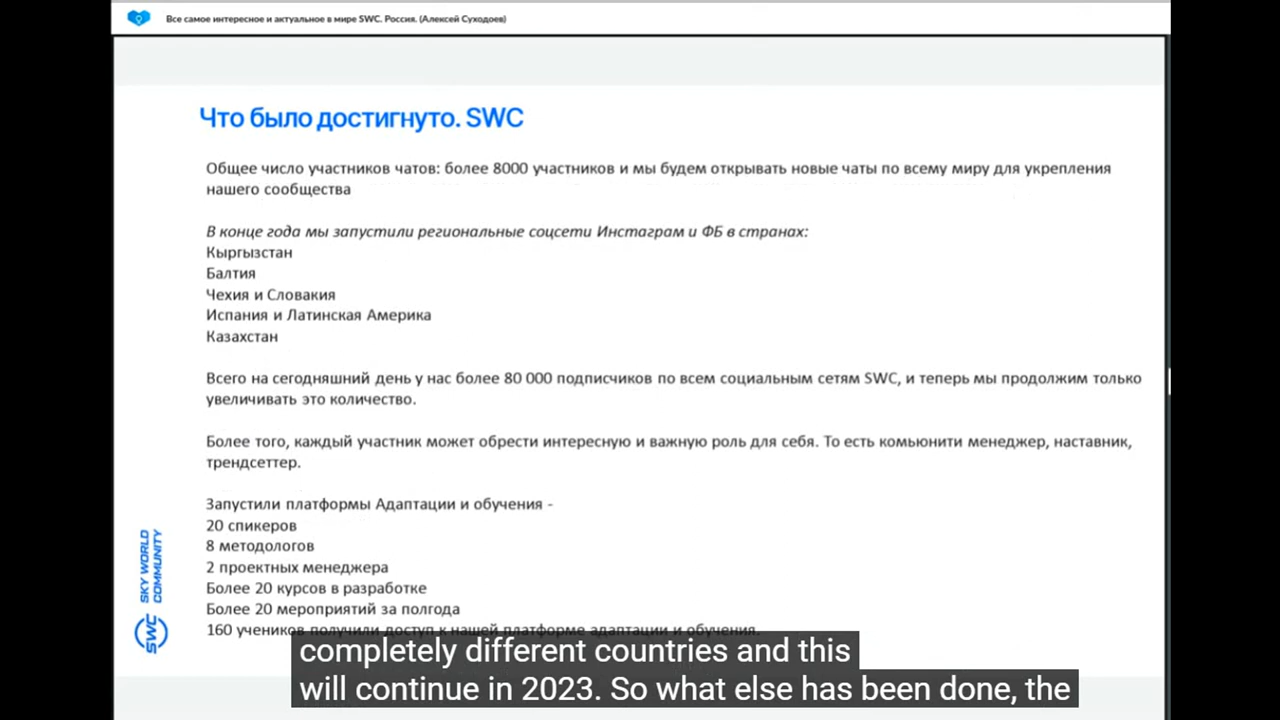 Все самое интересное и актуальное в мире SWC. Россия. (Алексей Суходоев)
Что было достигнуто. SWC
Общее число участников чатов: более 8000 участников и мы будем открывать новые чаты по всему миру для укрепления
нашего сообщества
В конце года мы запустили региональные соцсети Инстаграм и ФБ в странах:
Кыргызстан
Балтия
Чехия и Словакия
Испания и Латинская Америка
Казахстан
Всего на сегодняшний день у нас более 80 000 подписчиков по всем социальным сетям SWC, и теперь мы продолжим только
увеличивать это количество.
Более того, каждый участник может обрести интересную и важную роль для себя. То есть комьюнити менеджер, наставник,
трендсеттер.
Запустили платформы Адаптации и обучения -
20 спикеров
8 методологов
2 проектных менеджера
Более 20 курсов в разработке
Более 20 мероприятий за полгода
160 учеников получили доступ к нашей платформе адаптации и обучения.
SWC SKY WORLD
COMMUNITY
completely different countries and this
will continue in 2023. So what else has been done, the